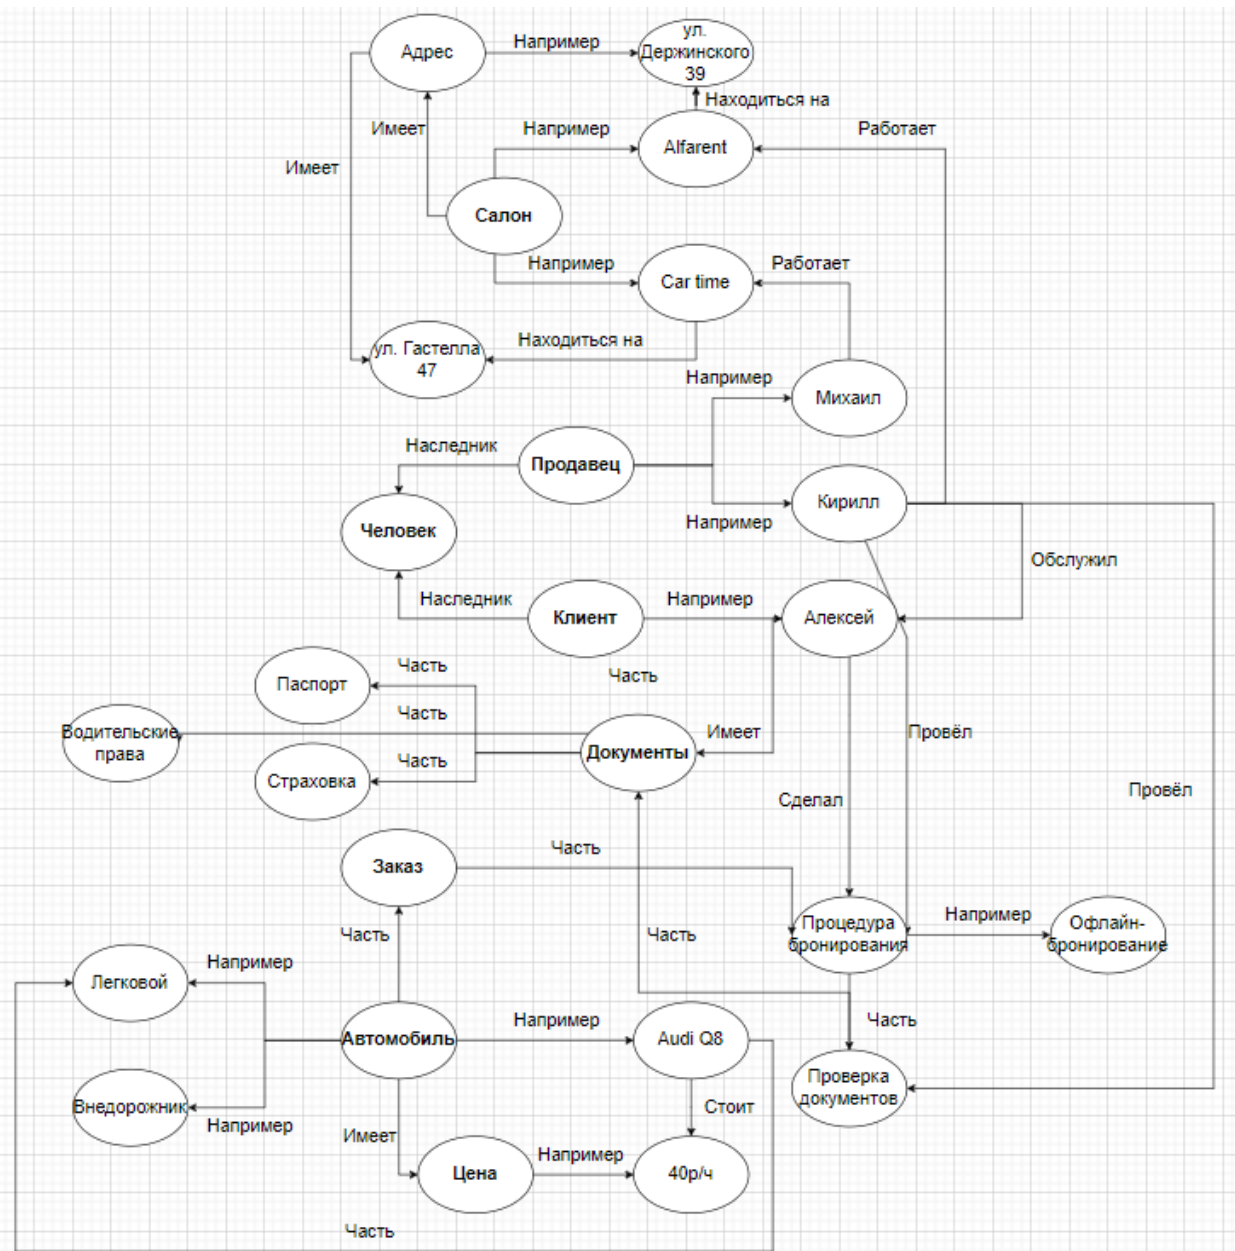 Адрес
Например
ул.
Держинского
39
Находиться на
Имеет
Например
Alfarent
Работает
Имеет
Салон
Например
Car time
Работает
ул. Гастелла
47
Находиться на
Например
Михаил
Наследник
Продавец
Например
Кирилл
Человек
Обслужил
Наследник
Клиент
Например
Алексей
Часть
Паспорт
Часть
Часть
Водительские
права
Документы
Имеет
Провёл
Часть
Страховка
Сделал
Провёл
Заказ
Часть
Процедура
бронирования
Например
Офлайн-
бронирование
Часть
Часть
Например
Легковой
Автомобиль
Например
Audi Q8
Часть
Проверка
документов
Внедорожник
Например
Стоит
Имеет
Цена
Например
40р/ч
Часть